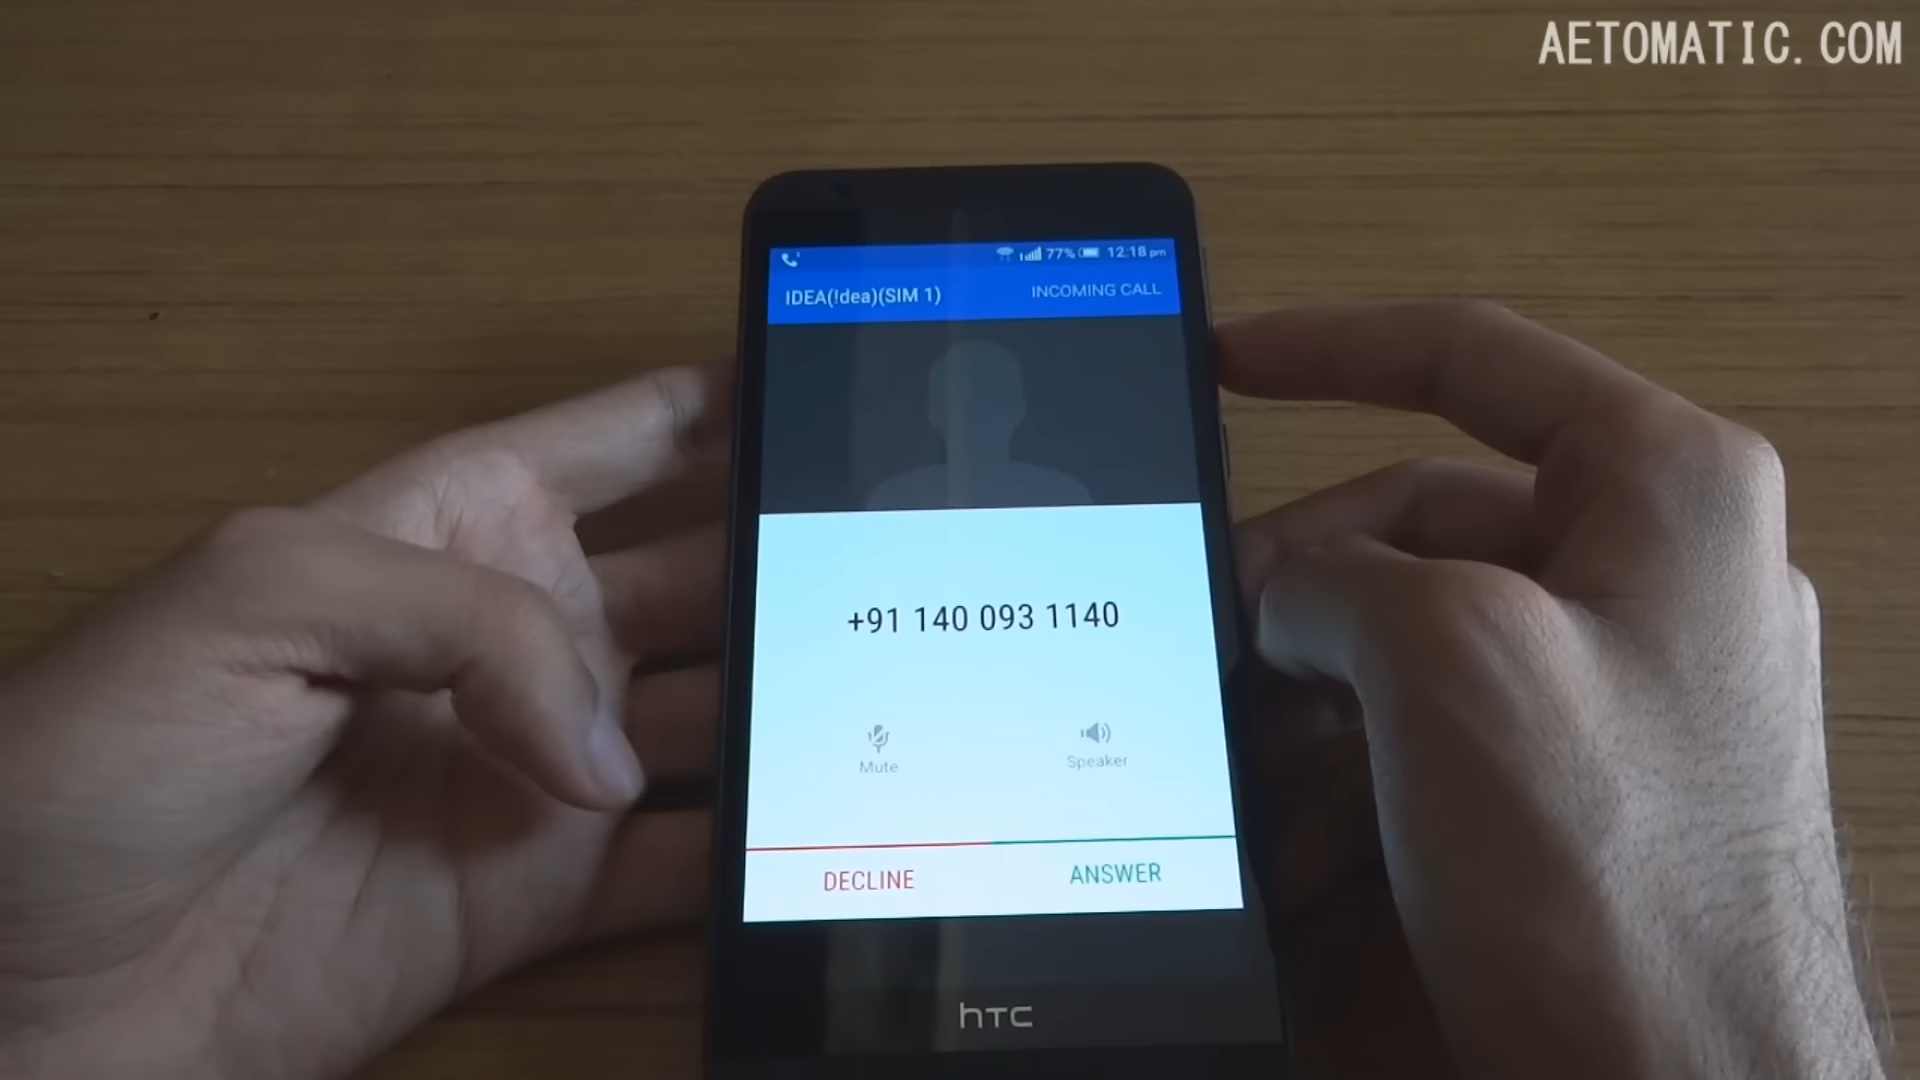 AETOMATIC.COM
77% 12:18 pm
IDEA(!dea)(SIM 1) INCOMING CALL
+91 140 093 1140
Mute Speaker
DECLINE ANSWER
hTC